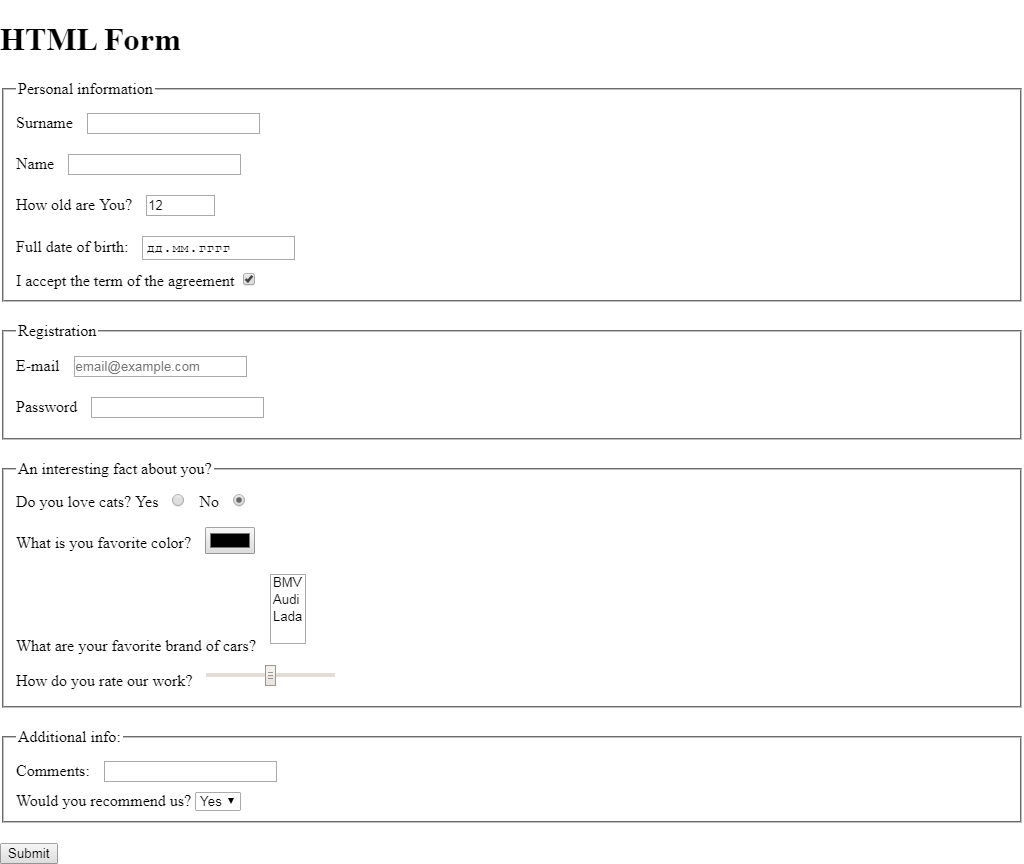 HTML Form
Personal information
Surname
Name
How old are You? 12
Full date of birth: дд.мм.гггг
I accept the term of the agreement
Registration
E-mail email@example.com
Password
An interesting fact about you?
Do you love cats? Yes No
What is you favorite color?
BMV
Audi
Lada
What are your favorite brand of cars?
How do you rate our work?
Additional info:
Comments:
Would you recommend us? Yes
Submit